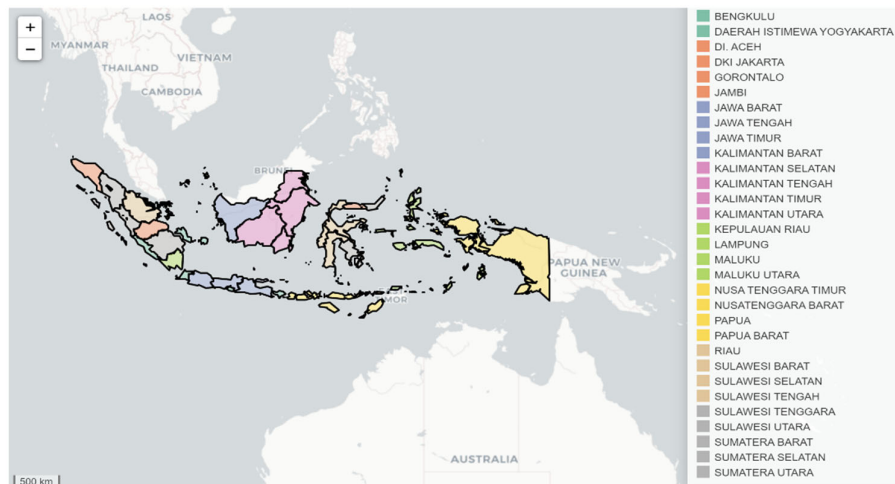 +
−
LAOS
MYANMAR
VIETNAM
THAILAND
CAMBODIA
BRUNEI
PAPUA NEW
GUINEA
TIMOR
AUSTRALIA
500 km
BENGKULU
DAERAH ISTIMEWA YOGYAKARTA
DI. ACEH
DKI JAKARTA
GORONTALO
JAMBI
JAWA BARAT
JAWA TENGAH
JAWA TIMUR
KALIMANTAN BARAT
KALIMANTAN SELATAN
KALIMANTAN TENGAH
KALIMANTAN TIMUR
KALIMANTAN UTARA
KEPULAUAN RIAU
LAMPUNG
MALUKU
MALUKU UTARA
NUSA TENGGARA TIMUR
NUSATENGGARA BARAT
PAPUA
PAPUA BARAT
RIAU
SULAWESI BARAT
SULAWESI SELATAN
SULAWESI TENGAH
SULAWESI TENGGARA
SULAWESI UTARA
SUMATERA BARAT
SUMATERA SELATAN
SUMATERA UTARA